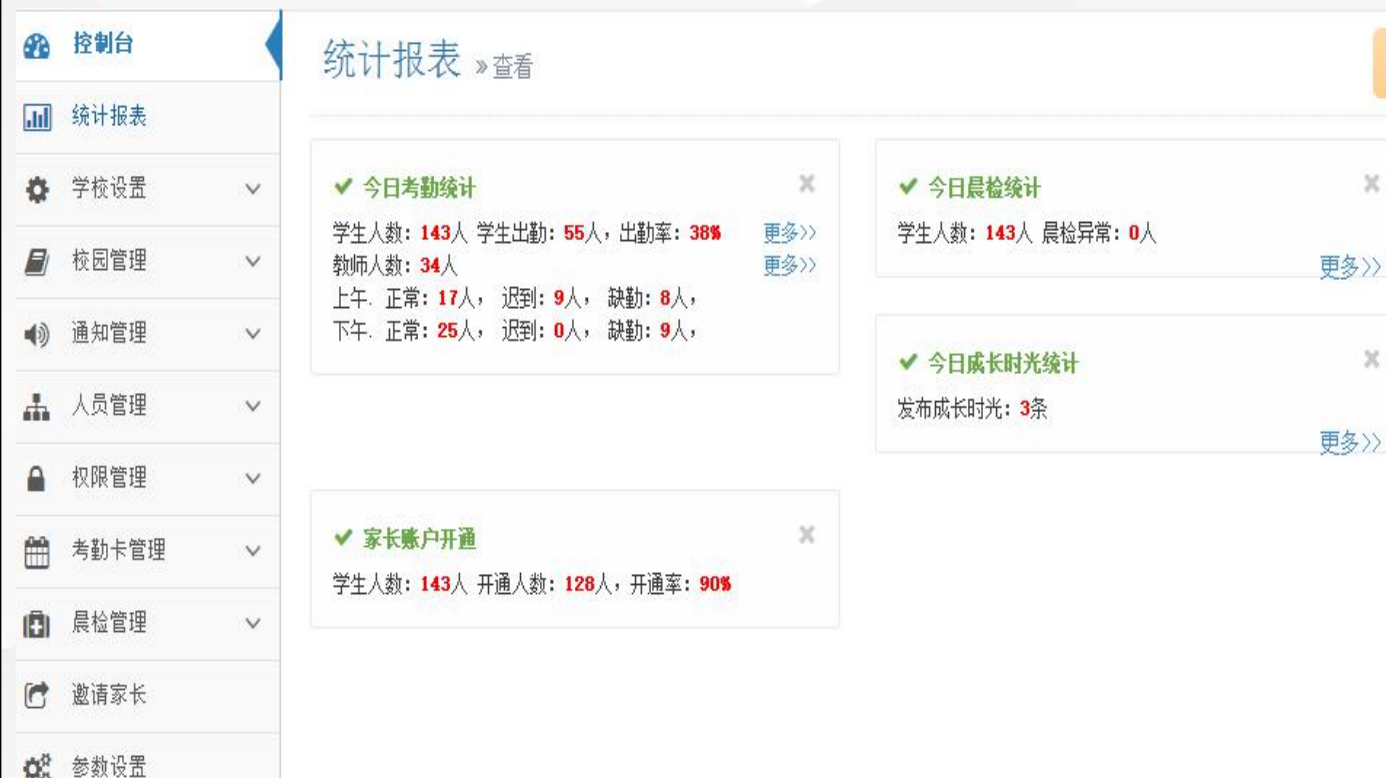 控制台
统计报表
学校设置
校园管理
通知管理
人员管理
权限管理
考勤卡管理
晨检管理
邀请家长
参数设置
统计报表 »查看
今日考勤统计
学生人数: 143人 学生出勤: 55人, 出勤率: 38% 更多>>
教师人数: 34人 更多>>
上午. 正常: 17人, 迟到: 9人, 缺勤: 8人,
下午. 正常: 25人, 迟到: 0人, 缺勤: 9人,
今日晨检统计
学生人数: 143人 晨检异常: 0人
更多>>
今日成长时光统计
发布成长时光: 3条
更多>>
家长账户开通
学生人数: 143人 开通人数: 128人, 开通率: 90%